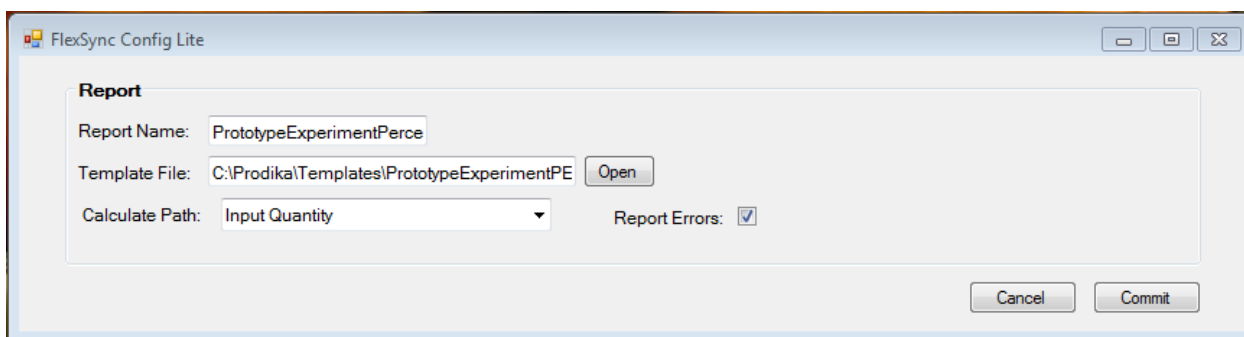 FlexSync Config Lite
Report
Report Name: PrototypeExperimentPerce
Template File: C:\Prodika\Templates\PrototypeExperimentPE Open
Calculate Path: Input Quantity Report Errors:
Cancel Commit